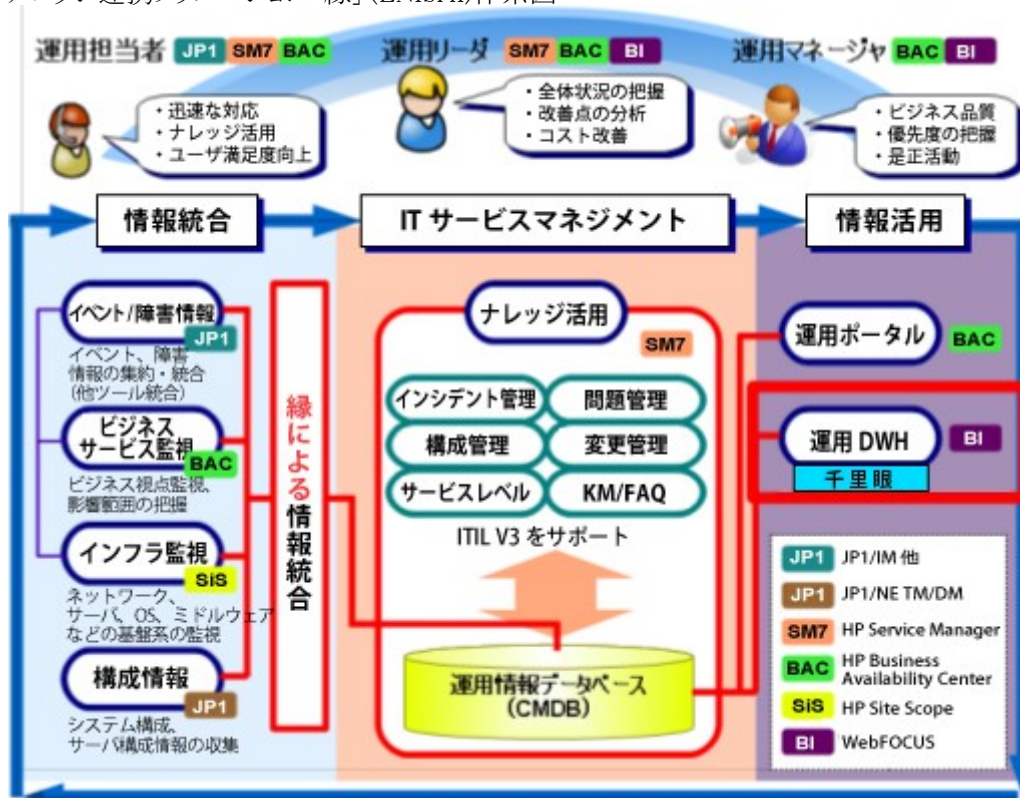 運用担当者 JP1 SM7 BAC
運用リーダ SM7 BAC BI
運用マネージャ BAC BI
・迅速な対応
・ナレッジ活用
・ユーザ満足度向上
・全体状況の把握
・改善点の分析
・コスト改善
・ビジネス品質
・優先度の把握
・是正活動
情報統合
IT サービスマネジメント
情報活用
イベント/障害情報
JP1
イベント、障害
情報の集約・統合
(他ツール統合)
ビジネス
サービス監視
BAC
ビジネス視点監視、
影響範囲の把握
インフラ監視
SiS
ネットワーク、
サーバ、OS、ミドルウェア
などの基盤系の監視
構成情報
JP1
システム構成、
サーバ構成情報の収集
縁による情報統合
ナレッジ活用
SM7
インシデント管理
問題管理
構成管理
変更管理
サービスレベル
KM/FAQ
ITIL V3 をサポート
運用情報データベース
(CMDB)
運用ポータル BAC
運用 DWH BI
千里眼
JP1 JP1/IM 他
JP1 JP1/NE TM/DM
SM7 HP Service Manager
BAC HP Business
Availability Center
SiS HP Site Scope
BI WebFOCUS